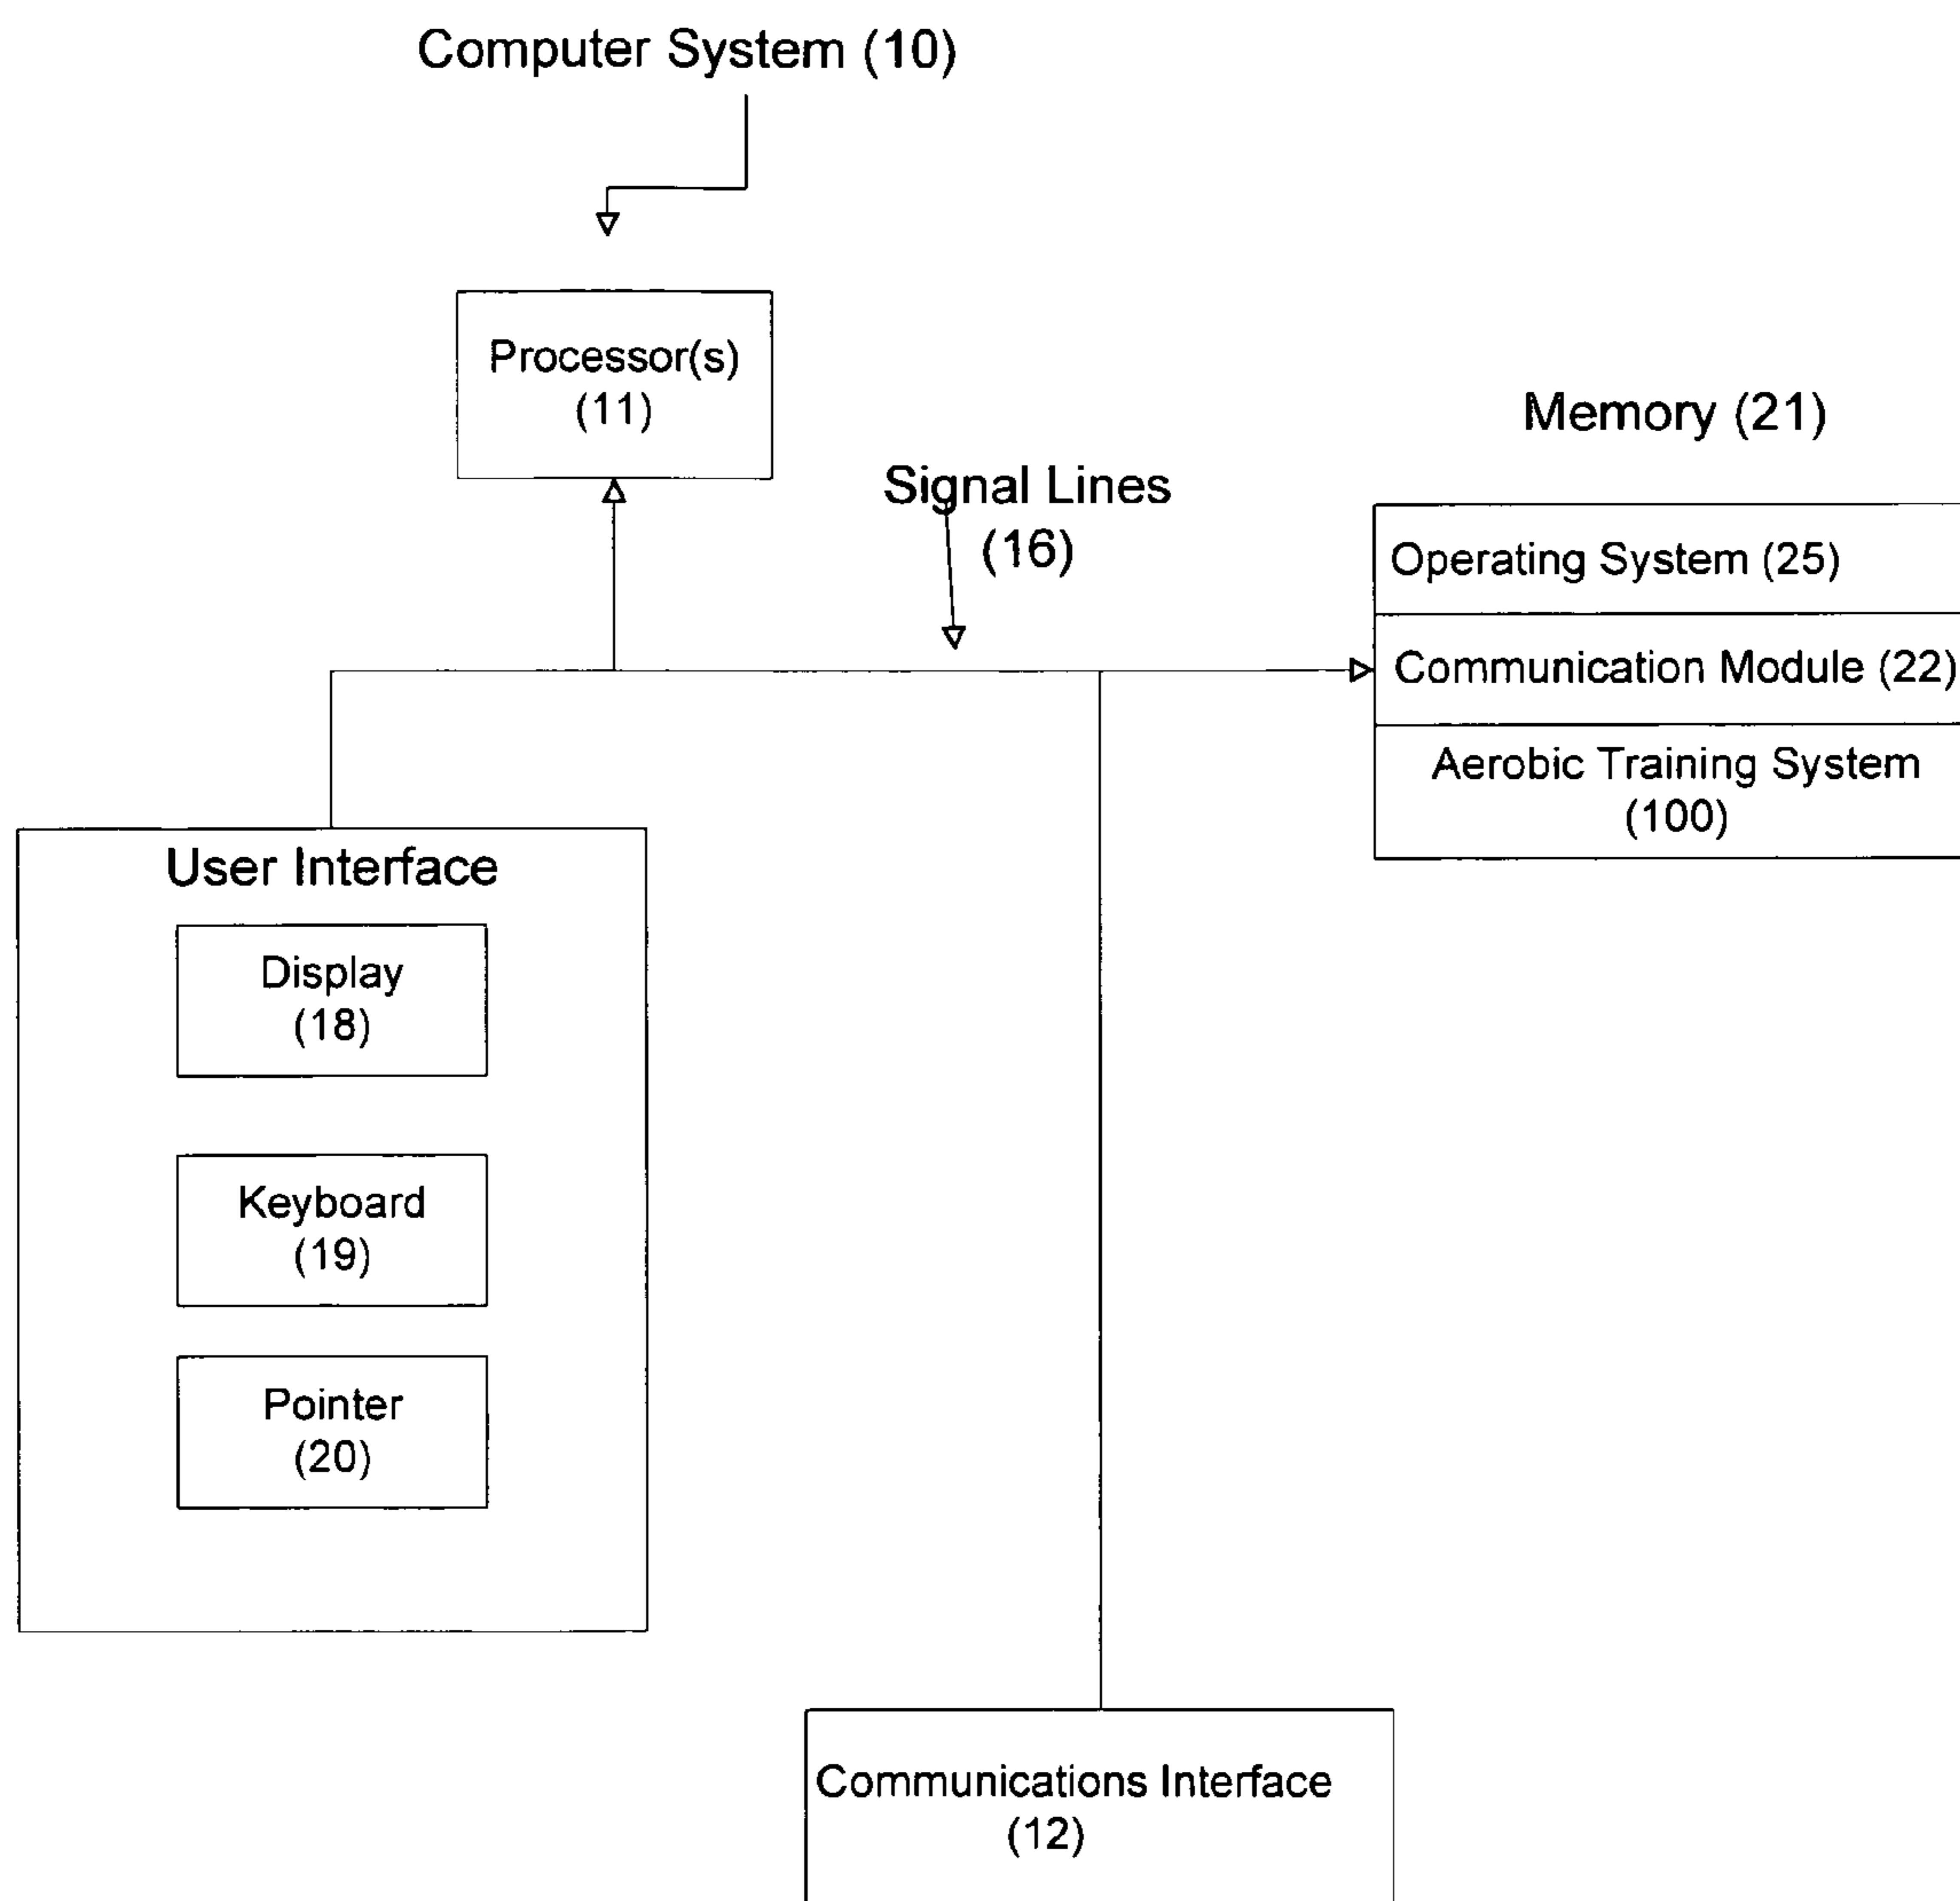 Computer System (10)
Processor(s)
(11)
Signal Lines
(16)
Memory (21)
Operating System (25)
Communication Module (22)
Aerobic Training System
(100)
User Interface
Display
(18)
Keyboard
(19)
Pointer
(20)
Communications Interface
(12)